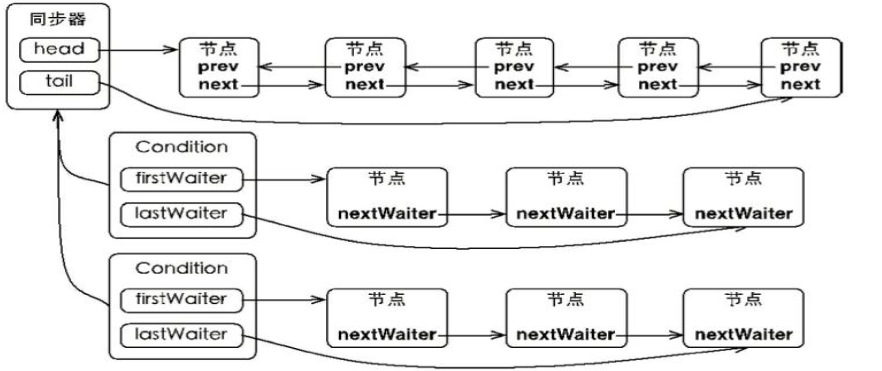 同步器
head
tail
节点 节点 节点 节点 节点
prev prev prev prev prev
next next next next next
Condition
firstWaiter
lastWaiter
节点 节点 节点
nextWaiter nextWaiter nextWaiter
Condition
firstWaiter
lastWaiter
节点 节点 节点
nextWaiter nextWaiter nextWaiter